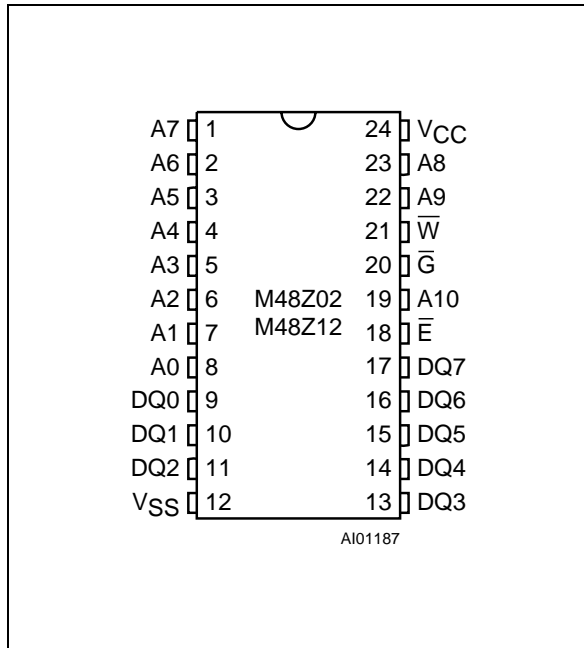 A7 1 24 VCC
A6 2 23 A8
A5 3 22 A9
A4 4 21 W̅
A3 5 20 G̅
A2 6 M48Z02 19 A10
A1 7 M48Z12 18 E̅
A0 8 17 DQ7
DQ0 9 16 DQ6
DQ1 10 15 DQ5
DQ2 11 14 DQ4
VSS 12 13 DQ3
AI01187